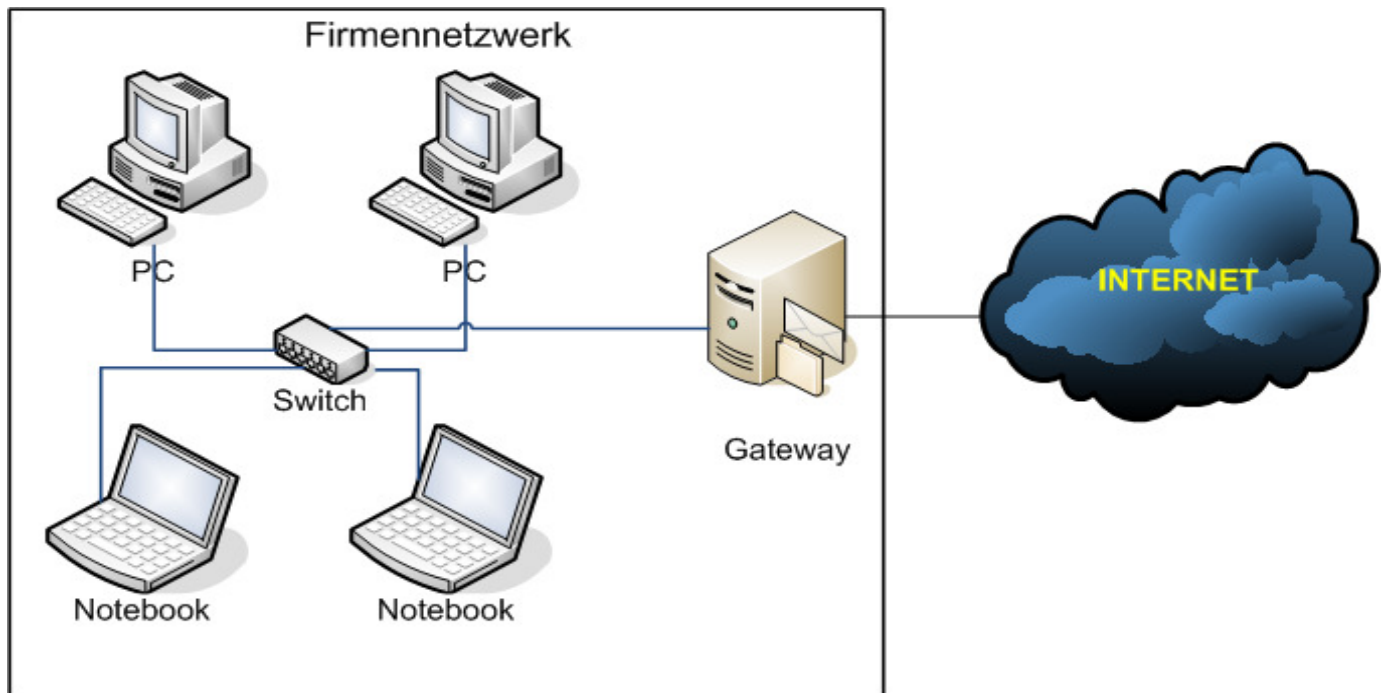 Firmennetzwerk
PC
PC
INTERNET
Switch
Gateway
Notebook
Notebook